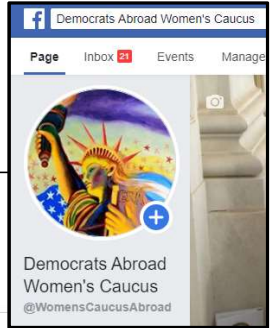 Democrats Abroad Women's Caucus
Page Inbox 21 Events Manage
Democrats Abroad
Women's Caucus
@WomensCaucusAbroad